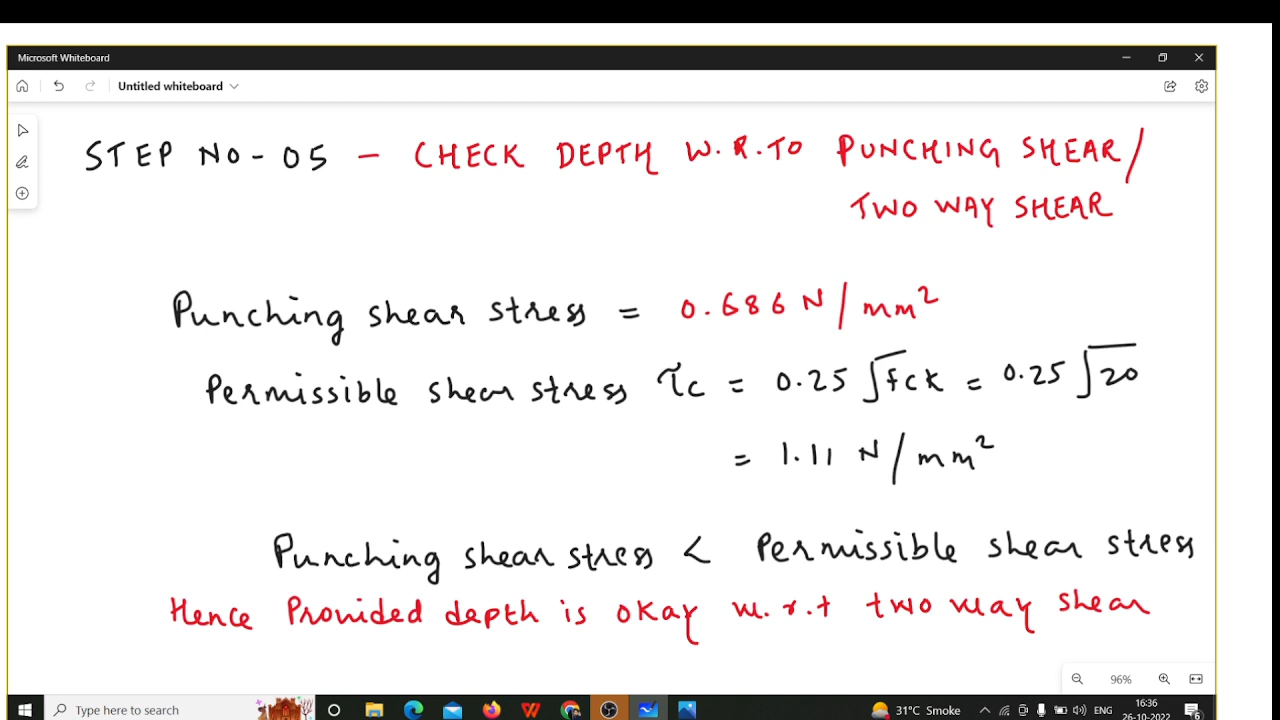 Microsoft Whiteboard
Untitled whiteboard
STEP NO-05 - CHECK DEPTH W.R.TO PUNCHING SHEAR/
TWO WAY SHEAR
Punching shear stress = 0.686 N/mm²
Permissible shear stress τc = 0.25 √fck = 0.25 √20
= 1.11 N/mm²
Punching shear stress < Permissible shear stress
Hence Provided depth is okay w.r.t two way shear
96%
Type here to search
31°C Smoke
ENG
16:36
26-10-2022
6